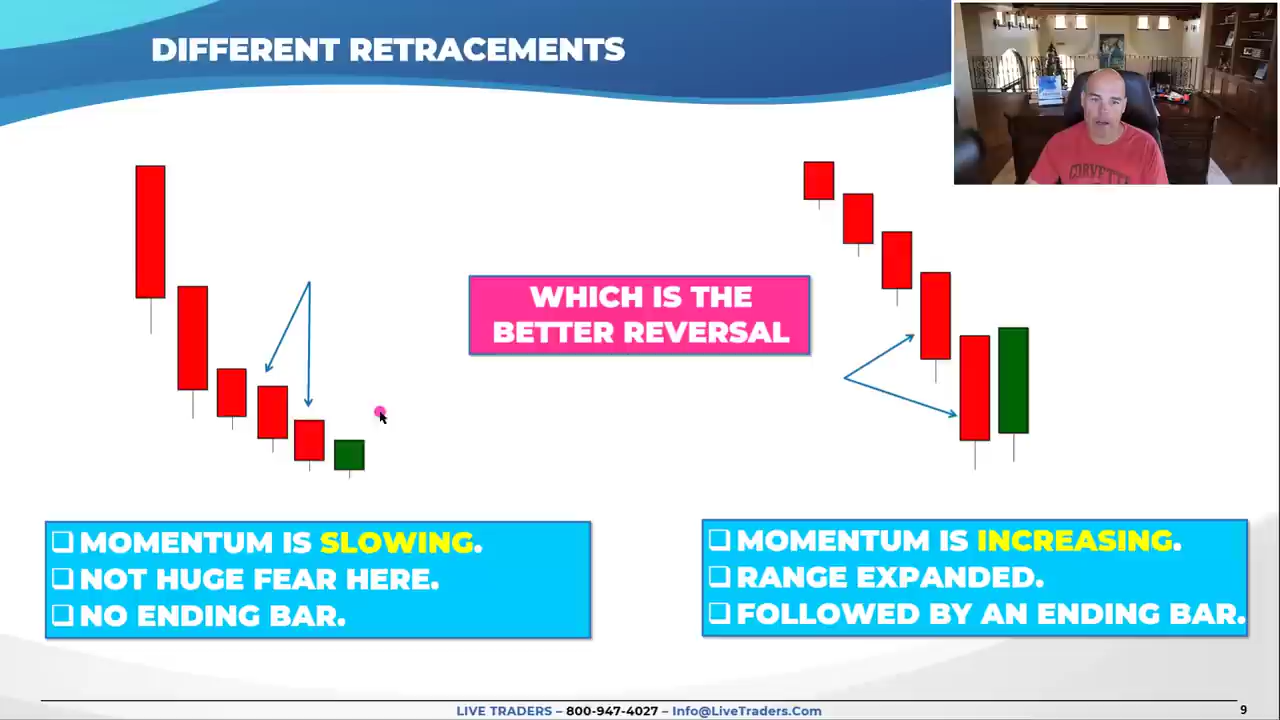 DIFFERENT RETRACEMENTS
CORVETTE
WHICH IS THE
BETTER REVERSAL
❑ MOMENTUM IS SLOWING.
❑ NOT HUGE FEAR HERE.
❑ NO ENDING BAR.
❑ MOMENTUM IS INCREASING.
❑ RANGE EXPANDED.
❑ FOLLOWED BY AN ENDING BAR.
LIVE TRADERS – 800-947-4027 – Info@LiveTraders.Com
9